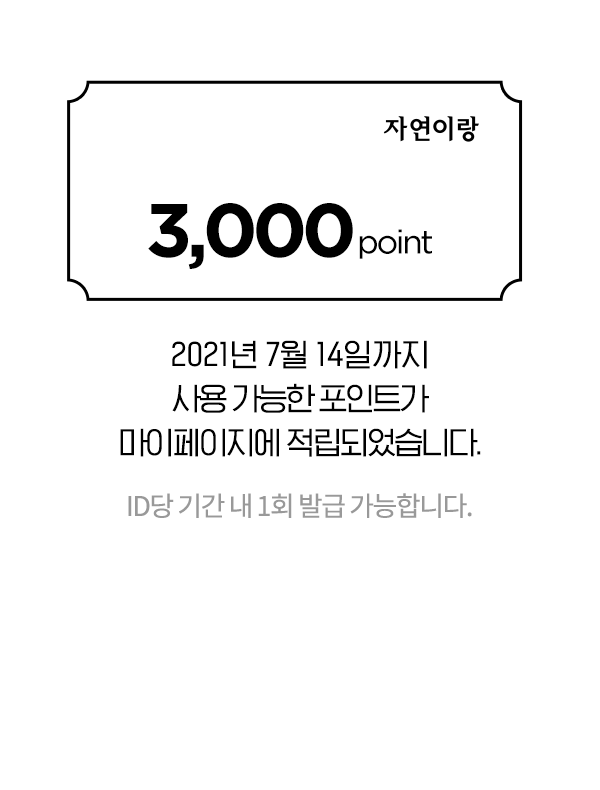 자연이랑
3,000 point
2021년 7월 14일까지
사용 가능한 포인트가
마이페이지에 적립되었습니다.
ID당 기간 내 1회 발급 가능합니다.